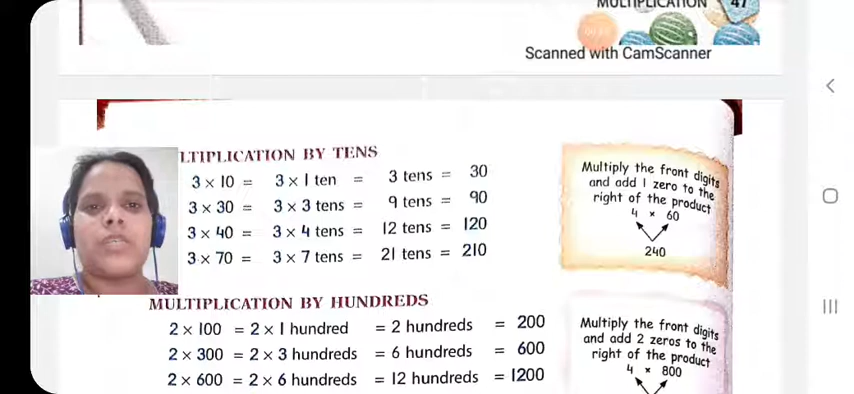 MULTIPLICATION 47
Scanned with CamScanner
LTIPLICATION BY TENS
3 × 10 = 3 × 1 ten = 3 tens = 30
3 × 30 = 3 × 3 tens = 9 tens = 90
3 × 40 = 3 × 4 tens = 12 tens = 120
3 × 70 = 3 × 7 tens = 21 tens = 210
Multiply the front digits
and add 1 zero to the
right of the product
4 × 60
240
MULTIPLICATION BY HUNDREDS
2 × 100 = 2 × 1 hundred = 2 hundreds = 200
2 × 300 = 2 × 3 hundreds = 6 hundreds = 600
2 × 600 = 2 × 6 hundreds = 12 hundreds = 1200
Multiply the front digits
and add 2 zeros to the
right of the product
4 × 800